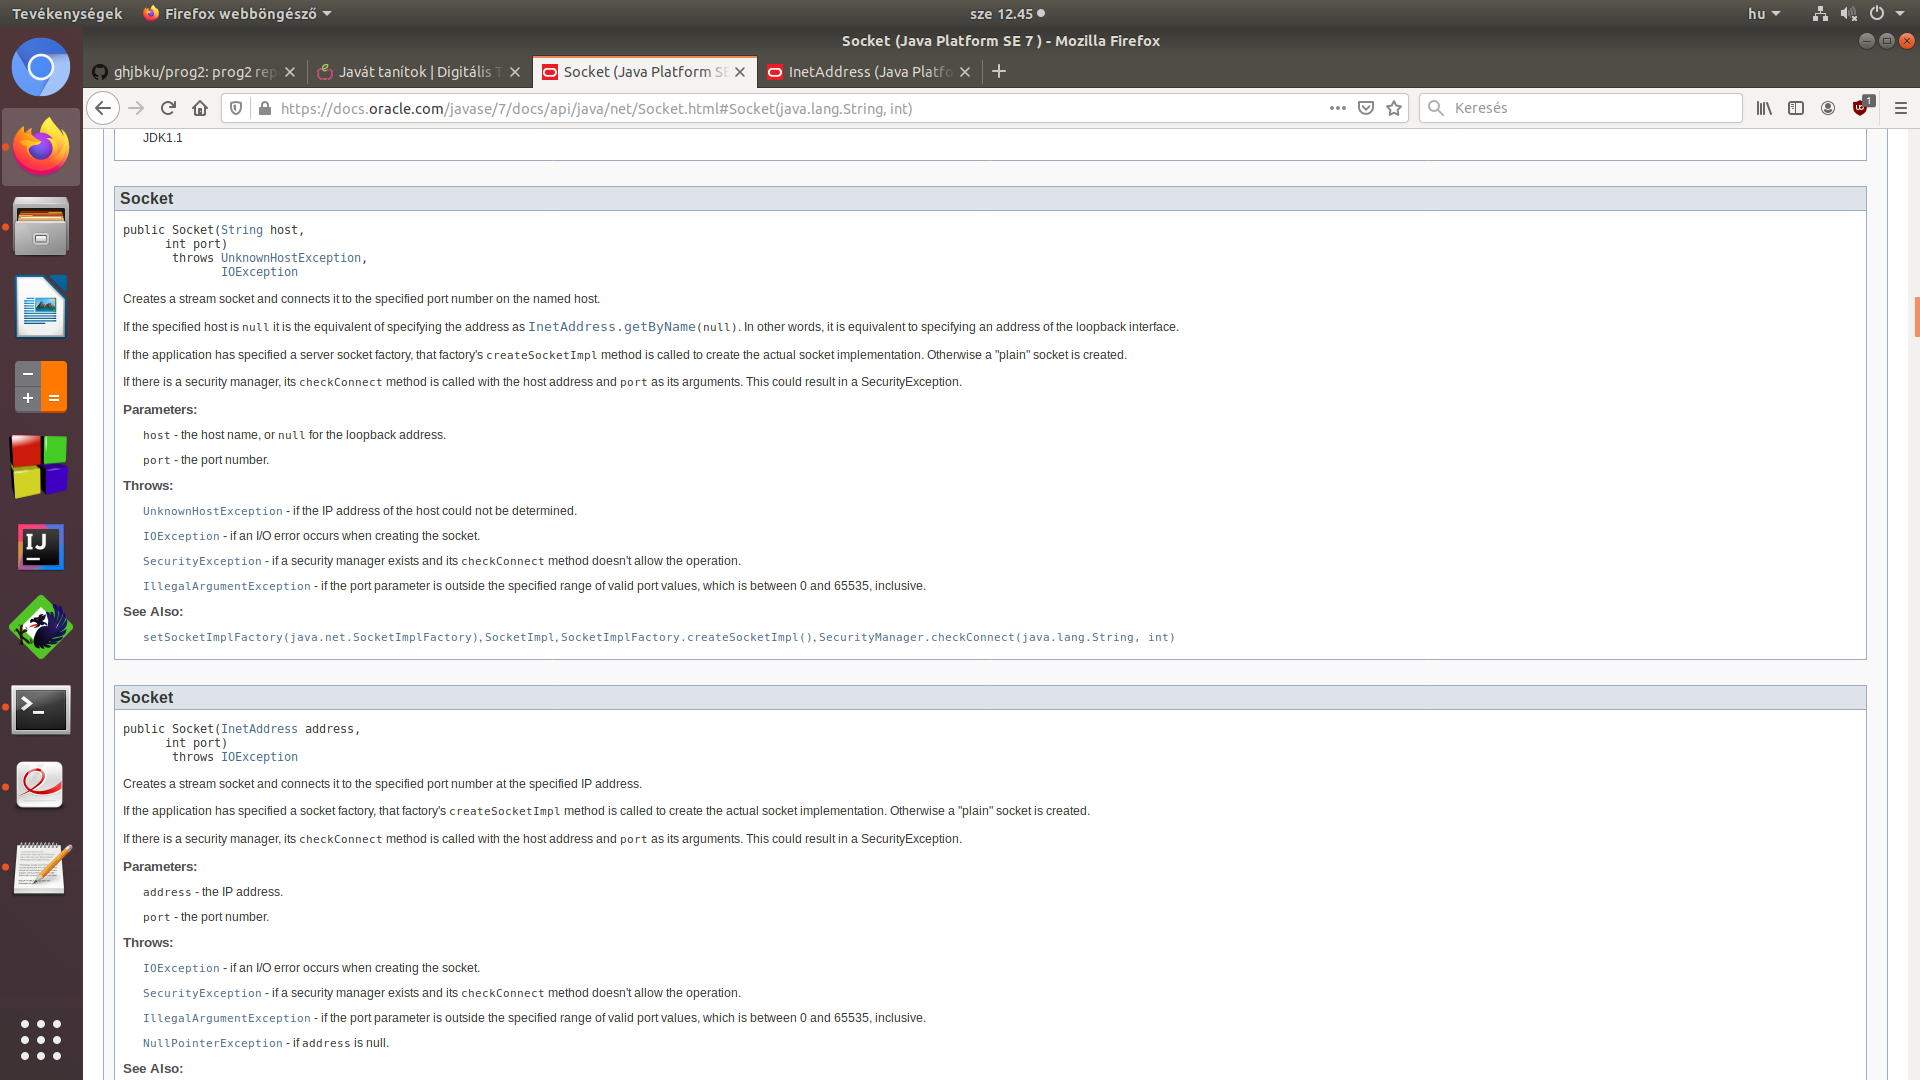 Tevékenységek Firefox webböngésző sze 12.45 hu
Socket (Java Platform SE 7 ) - Mozilla Firefox
ghjbku/prog2: prog2 rep Javát tanítok | Digitális T Socket (Java Platform SE InetAddress (Java Platfo
https://docs.oracle.com/javase/7/docs/api/java/net/Socket.html#Socket(java.lang.String, int) Keresés 1
JDK1.1
Socket
public Socket(String host,
int port)
throws UnknownHostException,
IOException
Creates a stream socket and connects it to the specified port number on the named host.
If the specified host is null it is the equivalent of specifying the address as InetAddress.getByName(null). In other words, it is equivalent to specifying an address of the loopback interface.
If the application has specified a server socket factory, that factory's createSocketImpl method is called to create the actual socket implementation. Otherwise a "plain" socket is created.
If there is a security manager, its checkConnect method is called with the host address and port as its arguments. This could result in a SecurityException.
Parameters:
host - the host name, or null for the loopback address.
port - the port number.
Throws:
UnknownHostException - if the IP address of the host could not be determined.
IOException - if an I/O error occurs when creating the socket.
SecurityException - if a security manager exists and its checkConnect method doesn't allow the operation.
IllegalArgumentException - if the port parameter is outside the specified range of valid port values, which is between 0 and 65535, inclusive.
See Also:
setSocketImplFactory(java.net.SocketImplFactory), SocketImpl, SocketImplFactory.createSocketImpl(), SecurityManager.checkConnect(java.lang.String, int)
Socket
public Socket(InetAddress address,
int port)
throws IOException
Creates a stream socket and connects it to the specified port number at the specified IP address.
If the application has specified a socket factory, that factory's createSocketImpl method is called to create the actual socket implementation. Otherwise a "plain" socket is created.
If there is a security manager, its checkConnect method is called with the host address and port as its arguments. This could result in a SecurityException.
Parameters:
address - the IP address.
port - the port number.
Throws:
IOException - if an I/O error occurs when creating the socket.
SecurityException - if a security manager exists and its checkConnect method doesn't allow the operation.
IllegalArgumentException - if the port parameter is outside the specified range of valid port values, which is between 0 and 65535, inclusive.
NullPointerException - if address is null.
See Also:
IJ